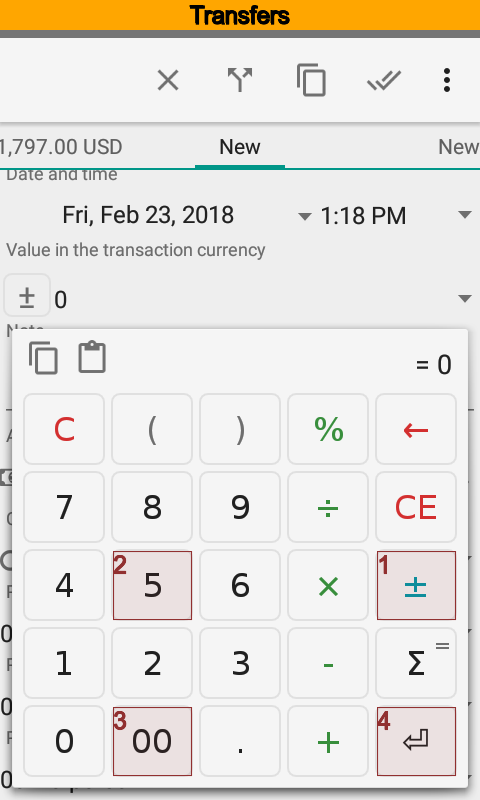 Transfers
1,797.00 USD New New
Date and time
Fri, Feb 23, 2018 1:18 PM
Value in the transaction currency
± 0
= 0
C ( ) % ←
7 8 9 ÷ CE
2 5 6 1 ±
4 × 
1 2 3 - Σ =
3 4
0 00 . + ⏎